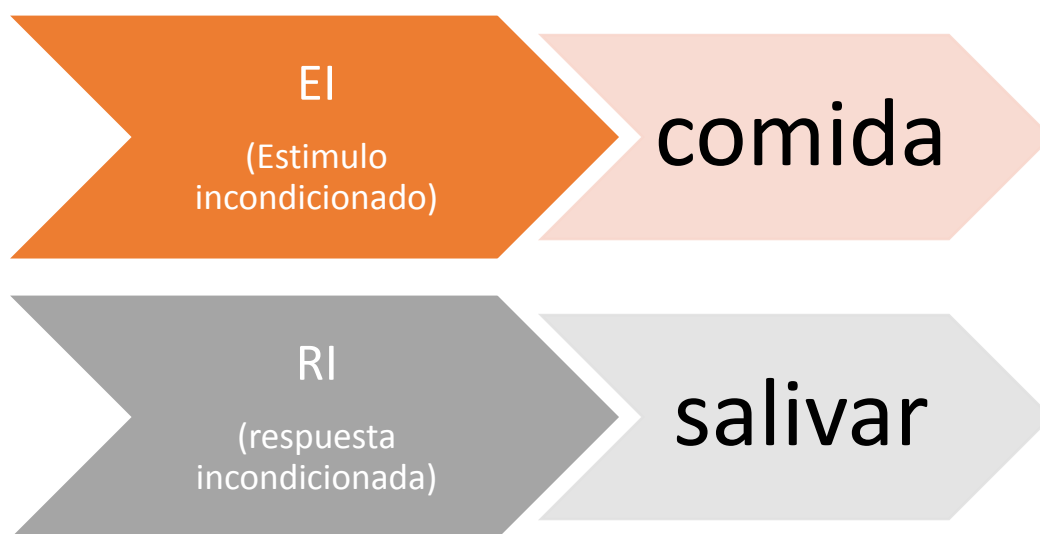 EI
(Estimulo
incondicionado)
comida
RI
(respuesta
incondicionada)
salivar